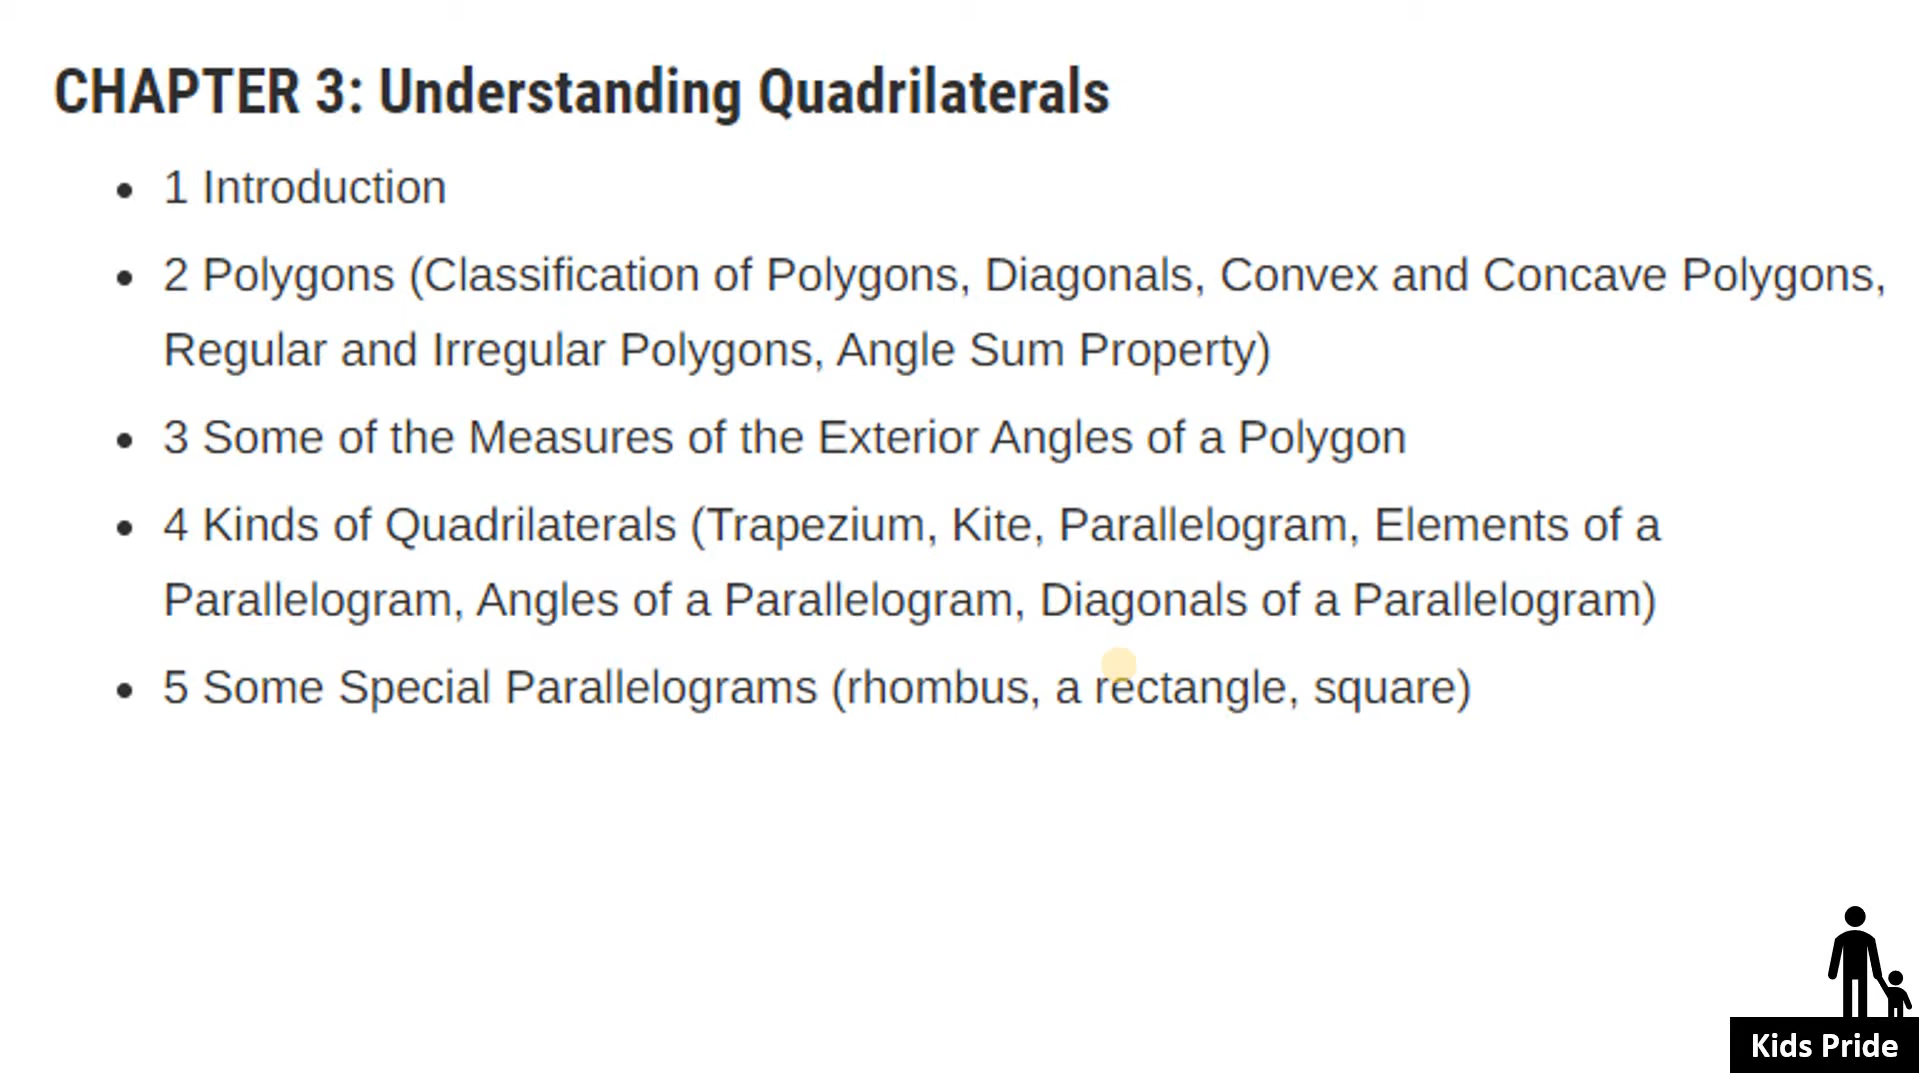 CHAPTER 3: Understanding Quadrilaterals
• 1 Introduction
• 2 Polygons (Classification of Polygons, Diagonals, Convex and Concave Polygons,
Regular and Irregular Polygons, Angle Sum Property)
• 3 Some of the Measures of the Exterior Angles of a Polygon
• 4 Kinds of Quadrilaterals (Trapezium, Kite, Parallelogram, Elements of a
Parallelogram, Angles of a Parallelogram, Diagonals of a Parallelogram)
• 5 Some Special Parallelograms (rhombus, a rectangle, square)
Kids Pride